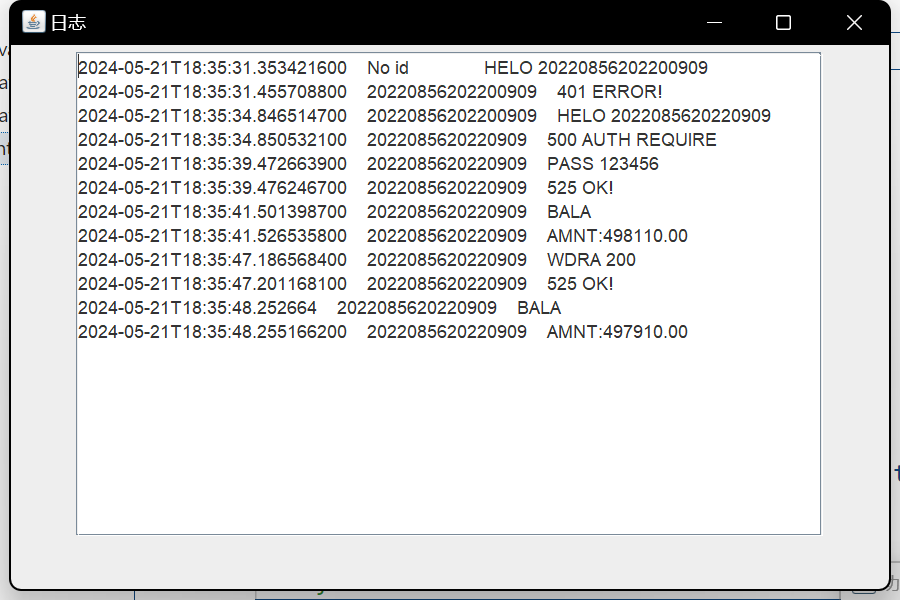 日志
2024-05-21T18:35:31.353421600 No id HELO 20220856202200909
2024-05-21T18:35:31.455708800 20220856202200909 401 ERROR!
2024-05-21T18:35:34.846514700 20220856202200909 HELO 2022085620220909
2024-05-21T18:35:34.850532100 2022085620220909 500 AUTH REQUIRE
2024-05-21T18:35:39.472663900 2022085620220909 PASS 123456
2024-05-21T18:35:39.476246700 2022085620220909 525 OK!
2024-05-21T18:35:41.501398700 2022085620220909 BALA
2024-05-21T18:35:41.526535800 2022085620220909 AMNT:498110.00
2024-05-21T18:35:47.186568400 2022085620220909 WDRA 200
2024-05-21T18:35:47.201168100 2022085620220909 525 OK!
2024-05-21T18:35:48.252664 2022085620220909 BALA
2024-05-21T18:35:48.255166200 2022085620220909 AMNT:497910.00